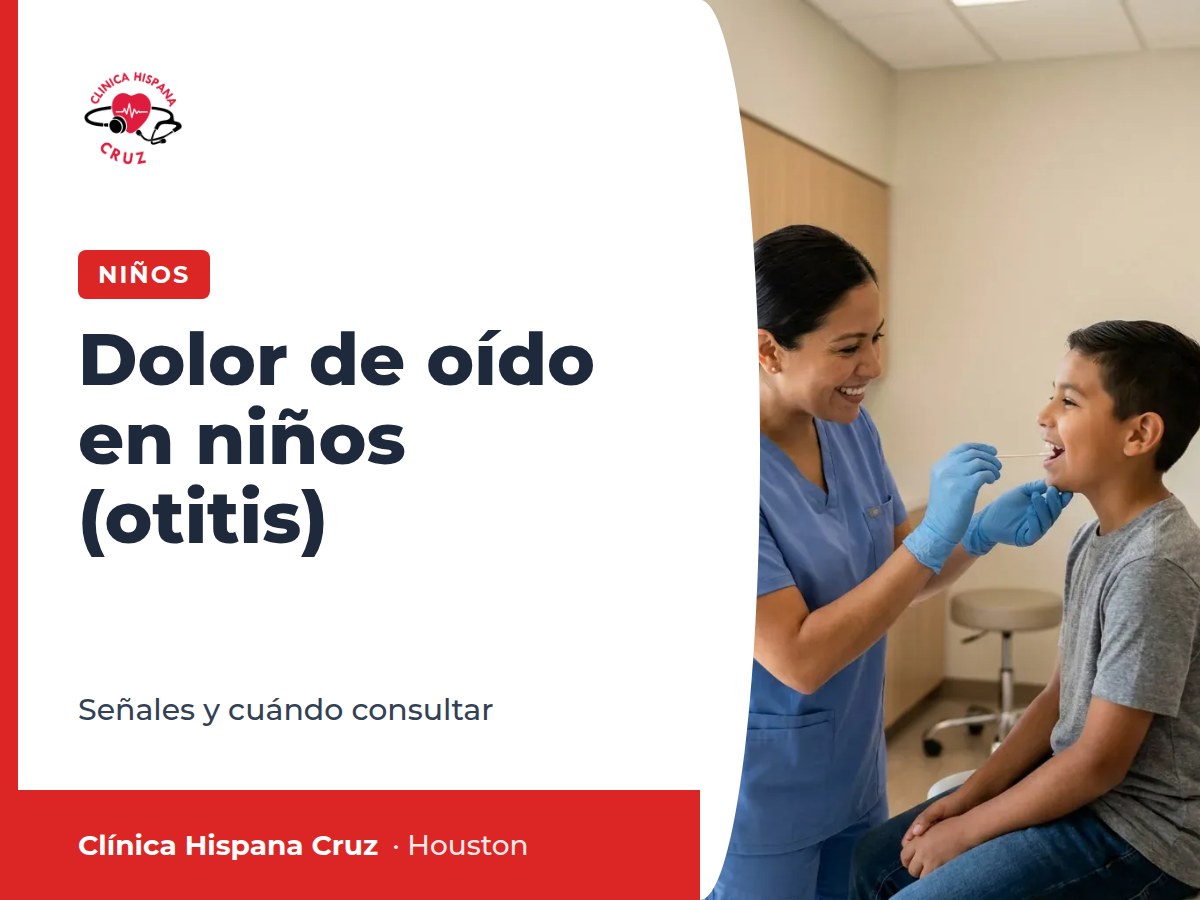 CLINICA HISPANA
CRUZ
NIÑOS
Dolor de oído
en niños
(otitis)
Señales y cuándo consultar
Clínica Hispana Cruz · Houston